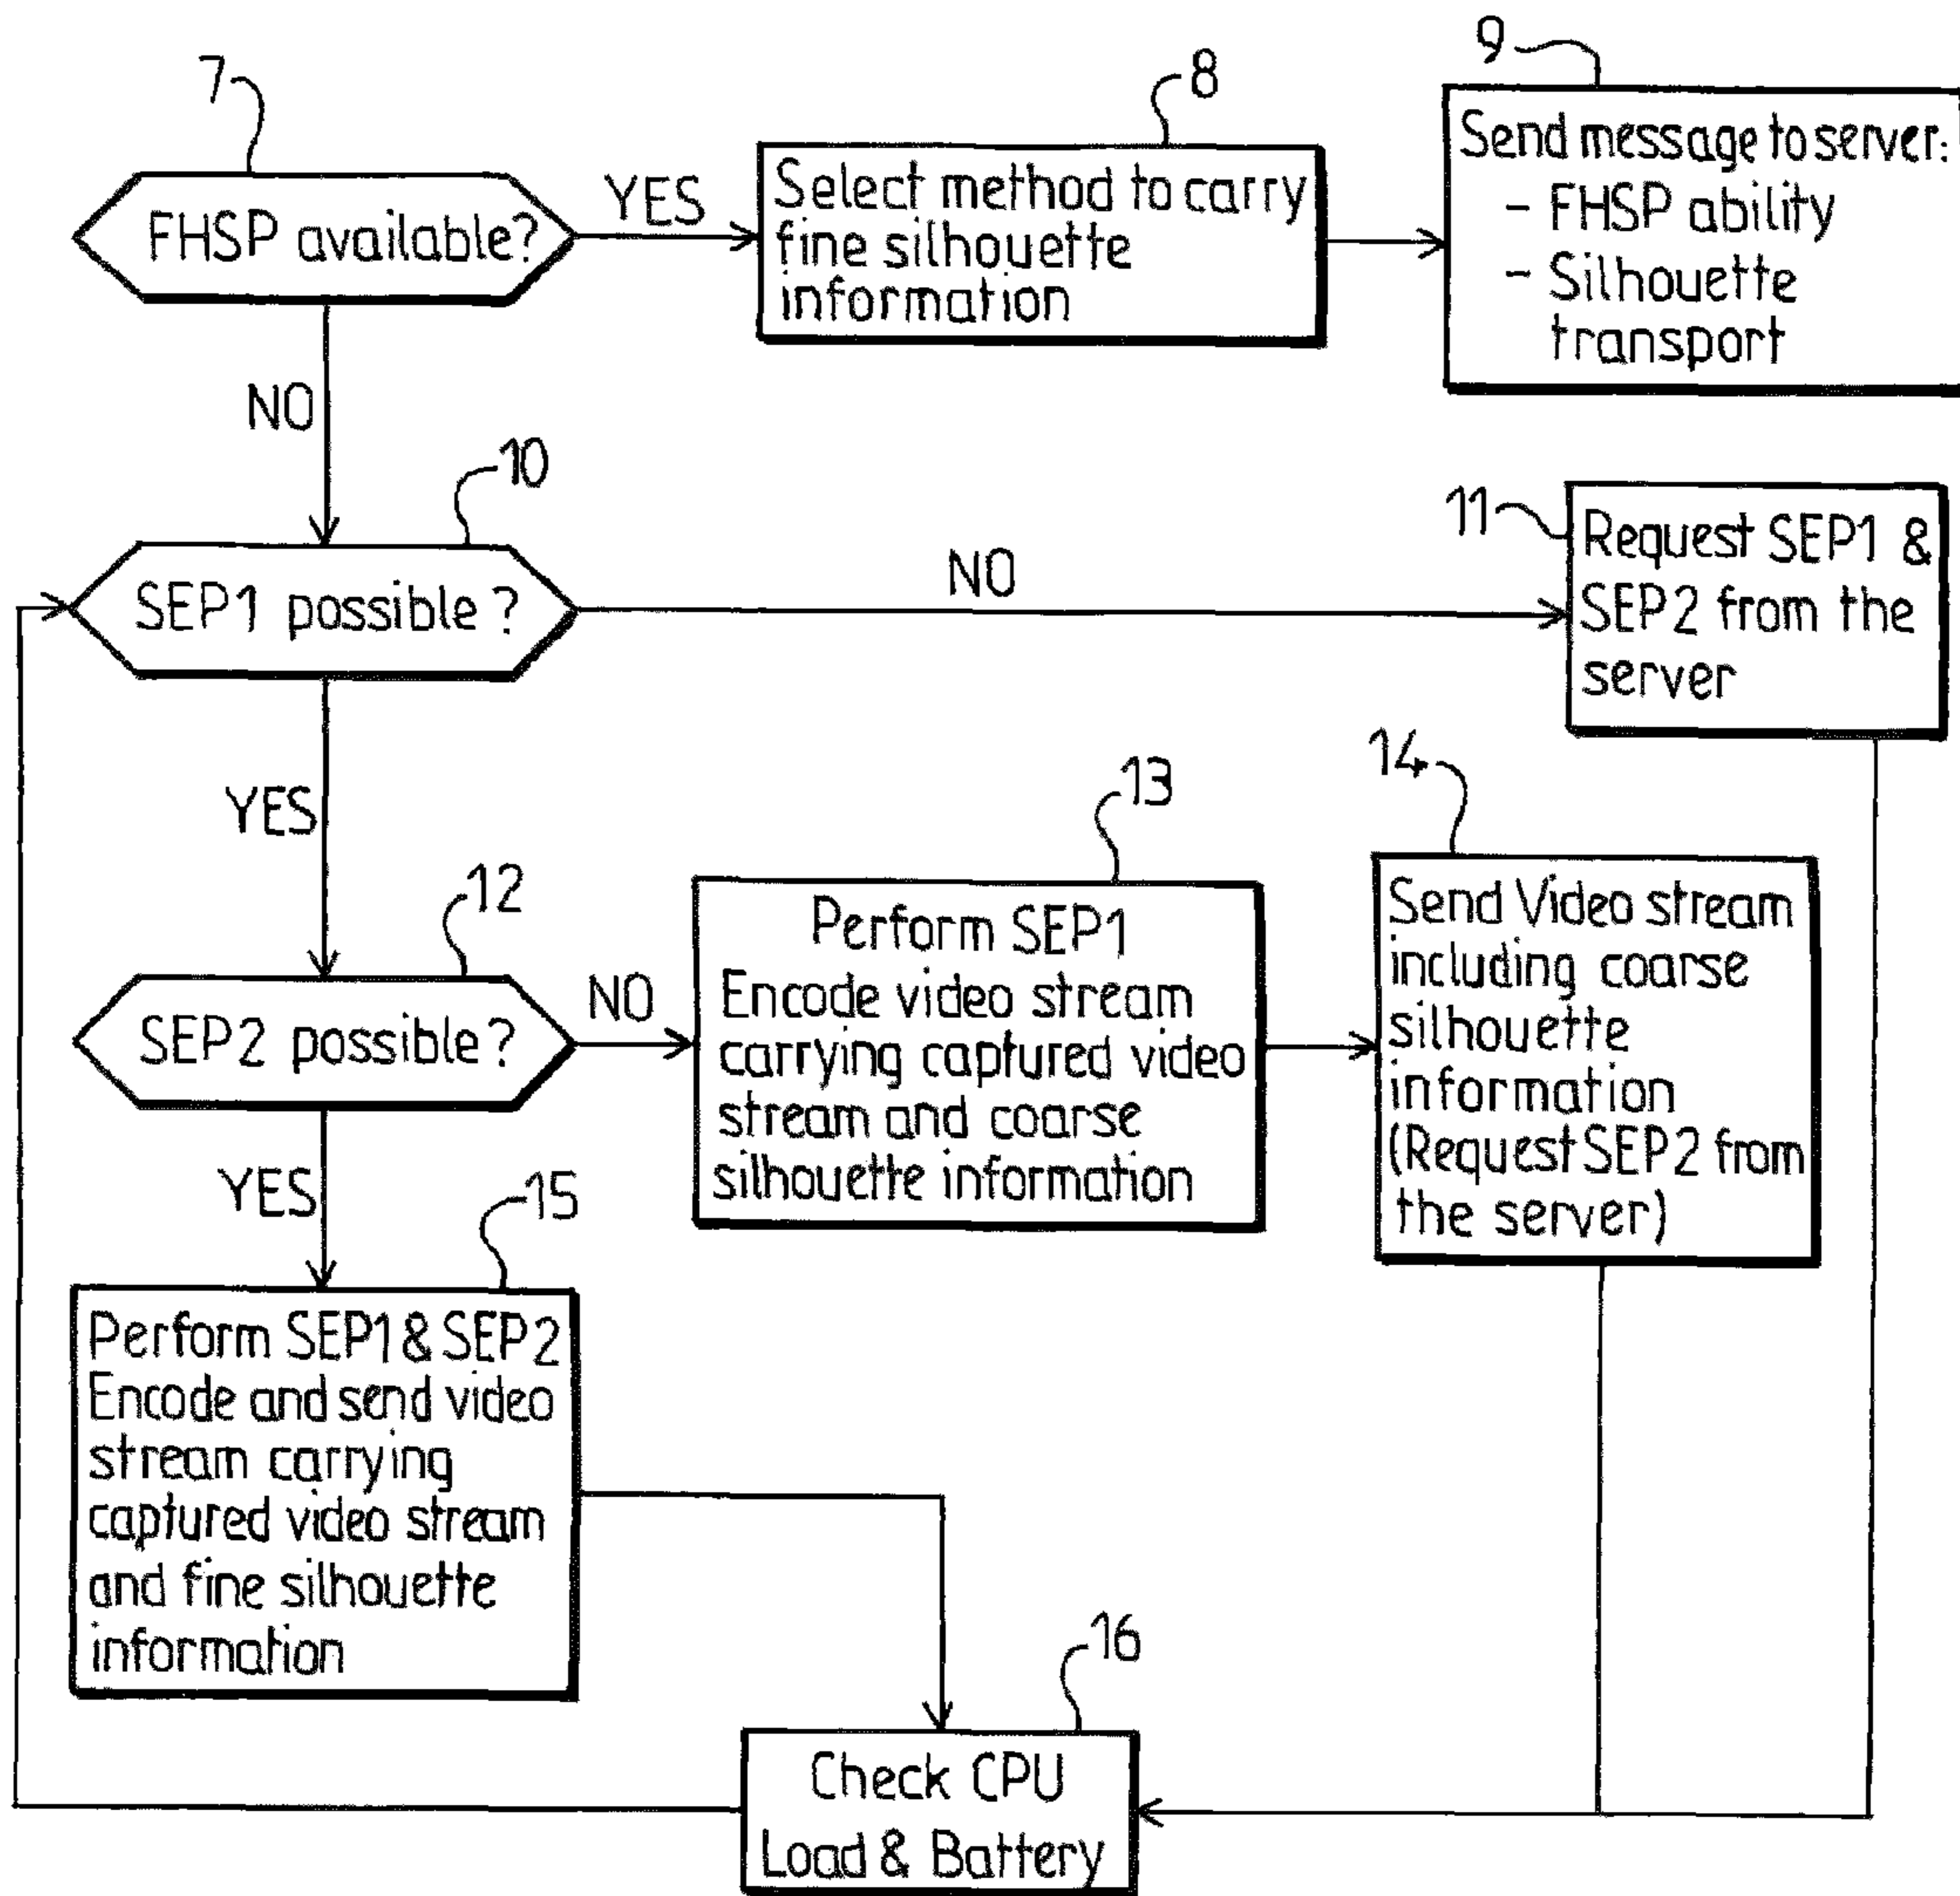 7
FHSP available?
YES
NO
8
Select method to carry
fine silhouette
information
9
Send message to server:
- FHSP ability
- Silhouette
transport
10
SEP1 possible?
NO
YES
11
Request SEP1 &
SEP2 from the
server
12
SEP2 possible?
NO
YES
13
Perform SEP1
Encode video stream
carrying captured video
stream and coarse
silhouette information
14
Send Video stream
including coarse
silhouette
information
(Request SEP2 from
the server)
15
Perform SEP1 & SEP2
Encode and send video
stream carrying
captured video stream
and fine silhouette
information
16
Check CPU
Load & Battery